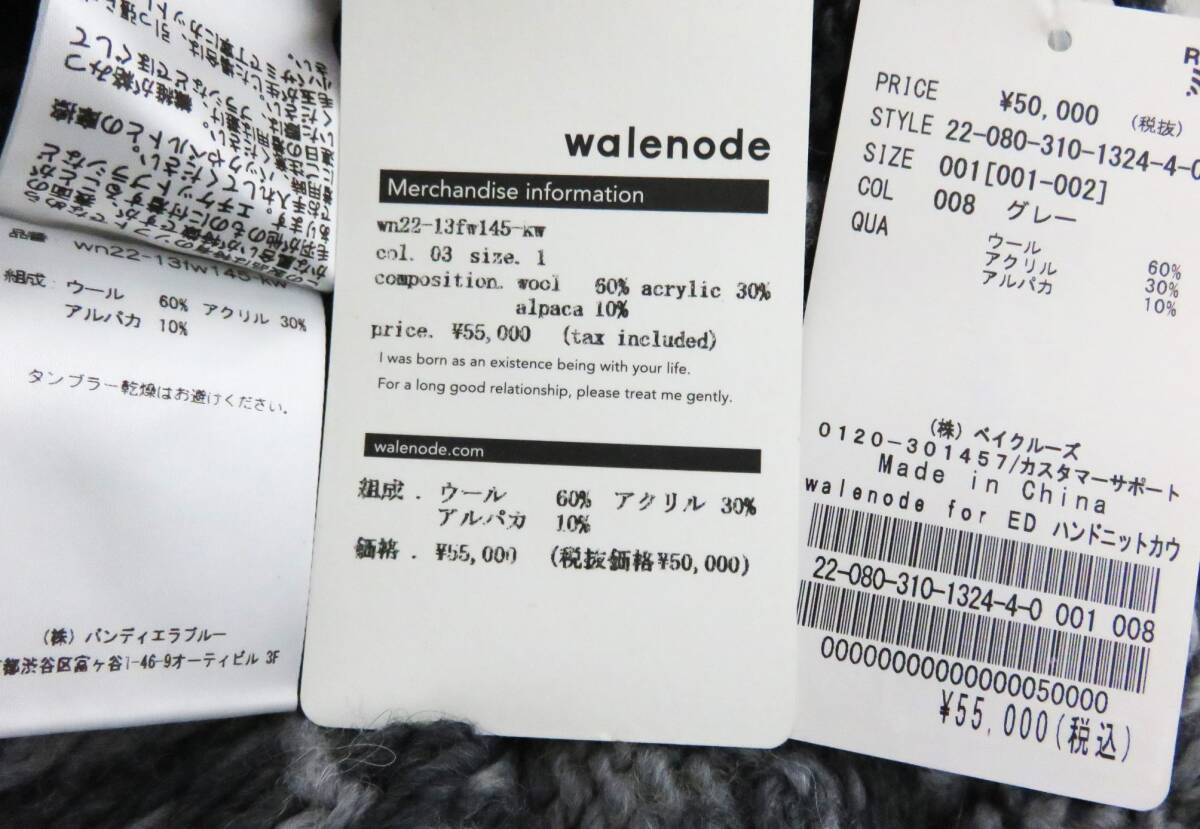 品番 wn22-13fw145-kw
組成 ウール 60% アクリル 30%
アルパカ 10%
タンブラー乾燥はお避けください。
(株) バンディエラブルー
都渋谷区富ヶ谷1-46-9オーティビル 3F
walenode
Merchandise information
wn22-13fw145-kw
col. 03 size. 1
composition. wool 60% acrylic 30%
alpaca 10%
price. ¥55,000 (tax included)
I was born as an existence being with your life.
For a long good relationship, please treat me gently.
walenode.com
組成 . ウール 60% アクリル 30%
アルパカ 10%
価格 . ¥55,000 (税抜価格¥50,000)
PRICE ¥50,000 (税抜)
STYLE 22-080-310-1324-4-0
SIZE 001[001-002]
COL 008 グレー
QUA
ウール 60%
アクリル 30%
アルパカ 10%
(株) ベイクルーズ
0120-301457/カスタマーサポート
Made in China
walenode for ED ハンドニットカウ
22-080-310-1324-4-0 001 008
00000000000000050000
¥55,000(税込)